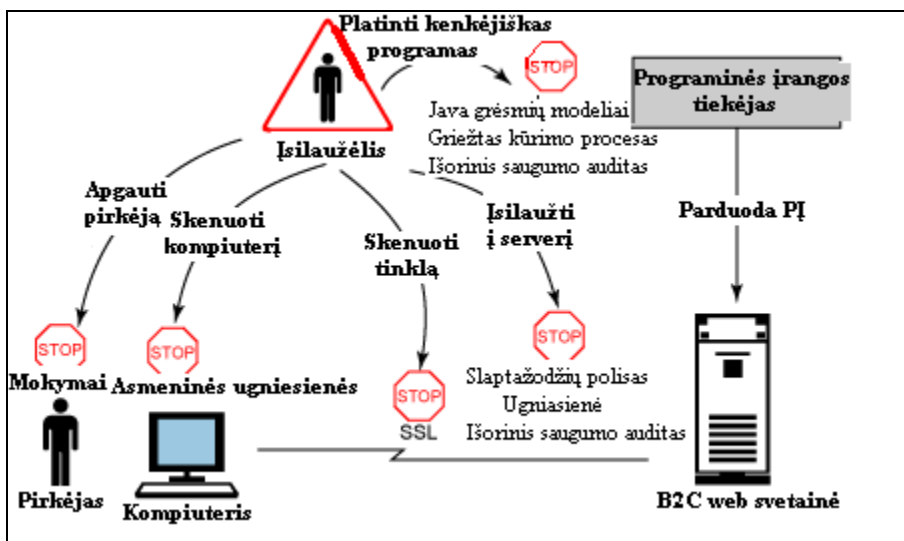 Platinti kenkėjiškas
programas
STOP
Programinės įrangos
tiekėjas
Java grėsmių modeliai
Griežtas kūrimo procesas
Išorinis saugumo auditas
Įsilaužėlis
Apgauti
pirkėją
Skenuoti
kompiuterį
Skenuoti
tinklą
Įsilaužti
į serverį
Parduoda PĮ
STOP
STOP
STOP
STOP
Mokymai
Asmeninės ugniesienės
SSL
Slaptažodžių polisas
Ugniasienė
Išorinis saugumo auditas
Pirkėjas
Kompiuteris
B2C web svetainė